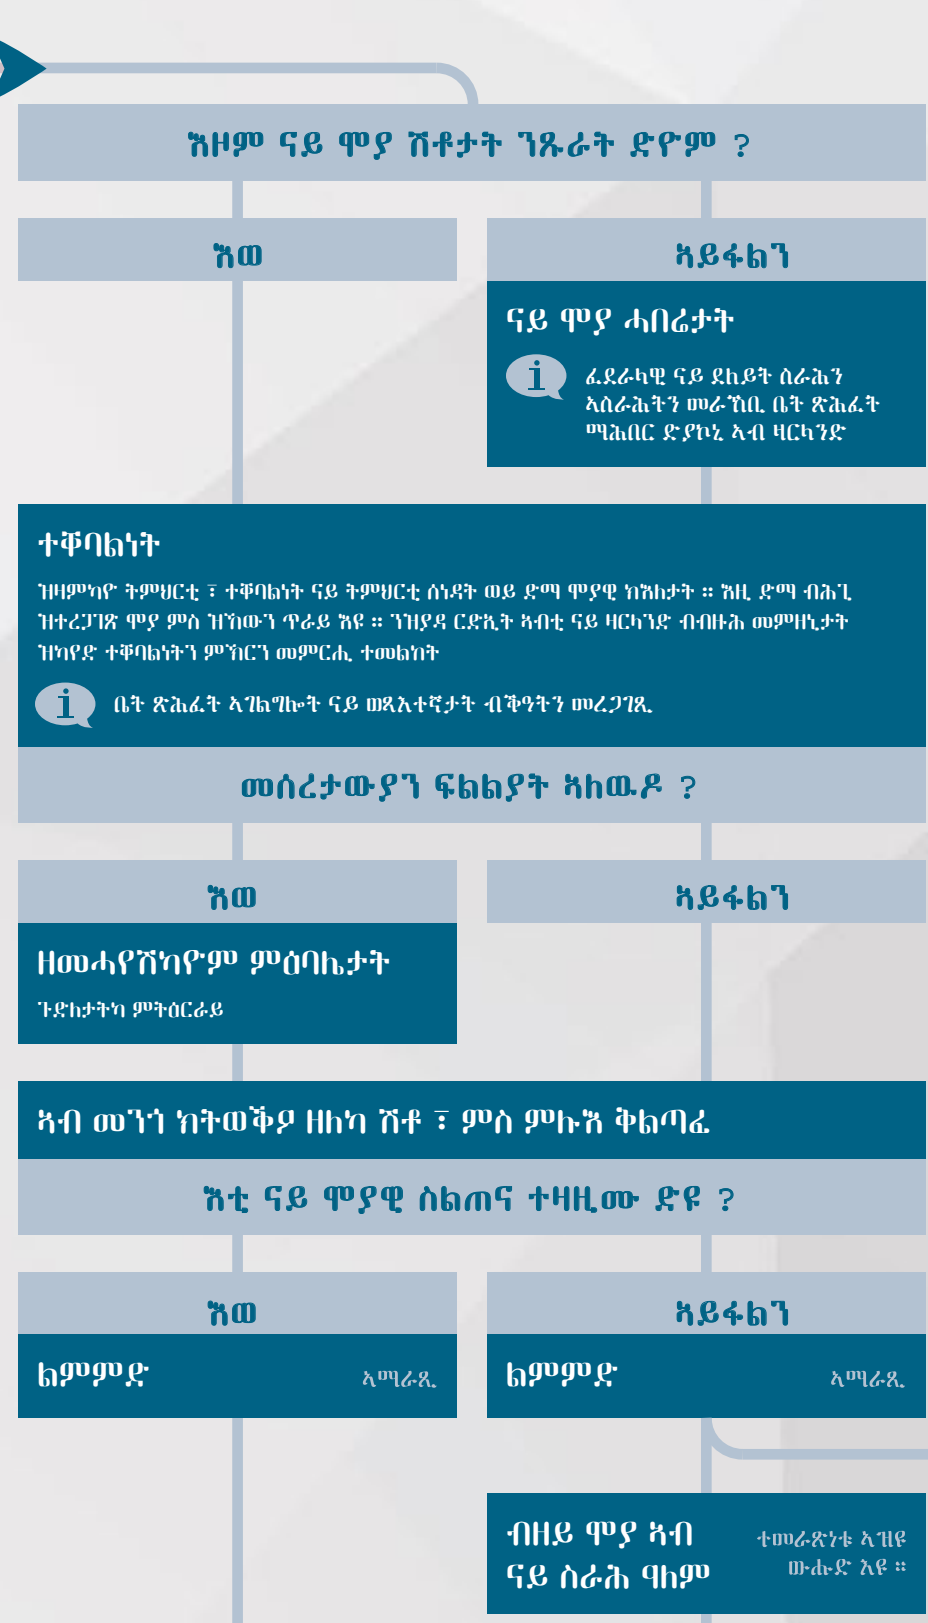 እዞም ናይ ሞያ ሽቶታት ንጹራት ድዮም ?
እወ
ኣይፋልን
ናይ ሞያ ሓበሬታት
i
ፈደራላዊ ናይ ደለይት ስራሕን
ኣስራሕትን መራኸቢ ቤት ጽሕፈት
ማሕበር ድያኮኒ ኣብ ዛርላንድ
ተቐባልነት
ዝዛምካዮ ትምህርቲ ፣ ተቐባልነት ናይ ትምህርቲ ሰነዳት ወይ ድማ ሞያዊ ክእለታት ። እዚ ድማ ብሕጊ
ዝተረጋገጸ ሞያ ምስ ዝኸውን ጥራይ እዩ ። ንዝያዳ ርድኢት ኣብቲ ናይ ዛርላንድ ብብዙሕ መምዘኒታት
ዝካየድ ተቐባልነትን ምኽርን መምርሒ ተመልከት
i
ቤት ጽሕፈት ኣገልግሎት ናይ ወጻእተኛታት ብቕዓትን መረጋገጺ
መሰረታውያን ፍልልያት ኣለዉዶ ?
እወ
ኣይፋልን
ዘመሓየሽካዮም ምዕባሌታት
ጉድለታትካ ምትዕርራይ
ኣብ መንጎ ክትወቕዖ ዘለካ ሽቶ ፣ ምስ ምሉእ ቅልጣፈ
እቲ ናይ ሞያዊ ስልጠና ተዛዚሙ ድዩ ?
እወ
ኣይፋልን
ልምምድ
ኣማራጺ
ልምምድ
ኣማራጺ
ብዘይ ሞያ ኣብ
ናይ ስራሕ ዓለም
ተመራጽነቱ ኣዝዩ
ውሑድ እዩ ።